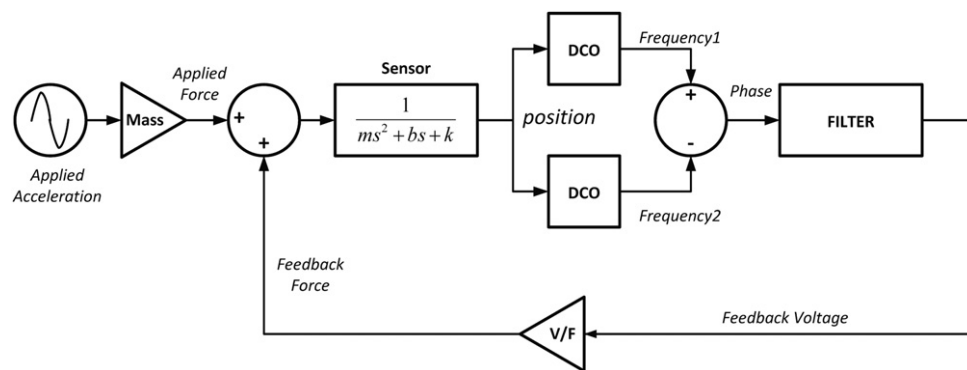 Applied
Acceleration
Mass
Applied
Force
+
+
Sensor
1
ms² + bs + k
position
DCO
DCO
Frequency1
Frequency2
+
-
Phase
FILTER
Feedback Voltage
V/F
Feedback
Force